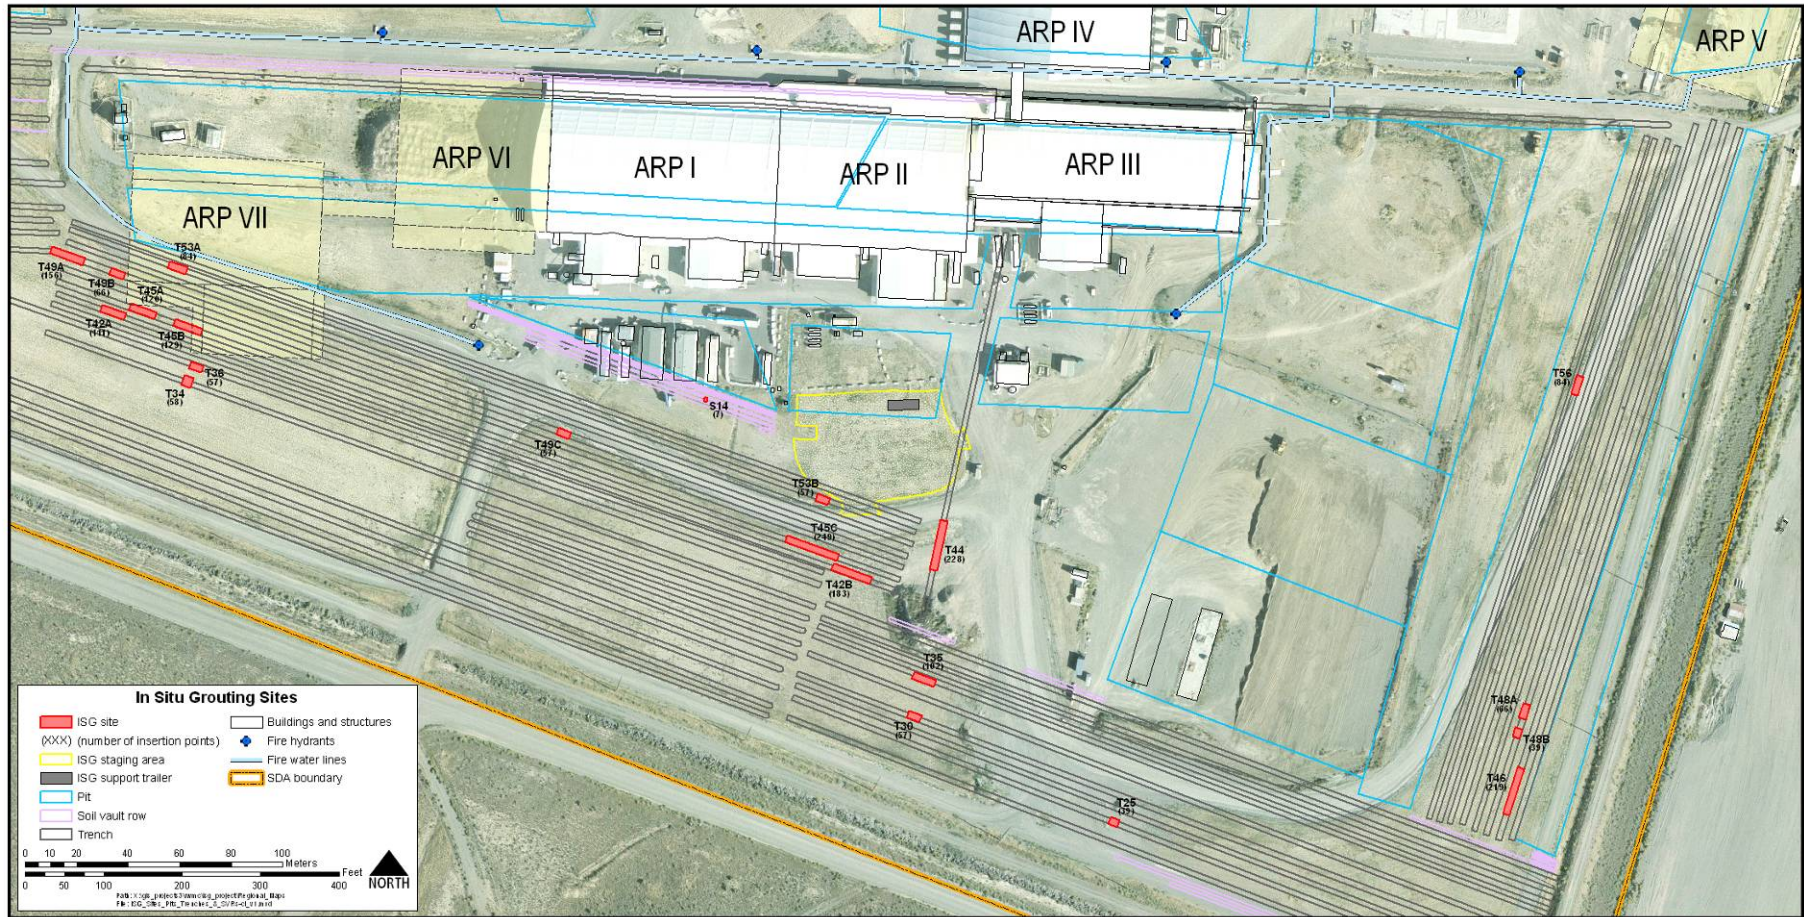 ARP IV
ARP V
ARP VI
ARP I
ARP II
ARP III
ARP VII
T53A
(84)
T49A
(156)
T49B
(66)
T45A
(120)
T42A
(141)
T45B
(129)
T36
(57)
T34
(58)
S14
(7)
T56
(84)
T49C
(57)
T53B
(57)
T45C
(249)
T44
(228)
T42B
(183)
T35
(102)
T30
(57)
T48A
T48B
(39)
T46
(219)
T25
In Situ Grouting Sites
ISG site
(XXX) (number of insertion points)
ISG staging area
ISG support trailer
Pit
Soil vault row
Trench
Buildings and structures
Fire hydrants
Fire water lines
SDA boundary
0 10 20 40 60 80 100
Meters
Feet
0 50 100 200 300 400
NORTH